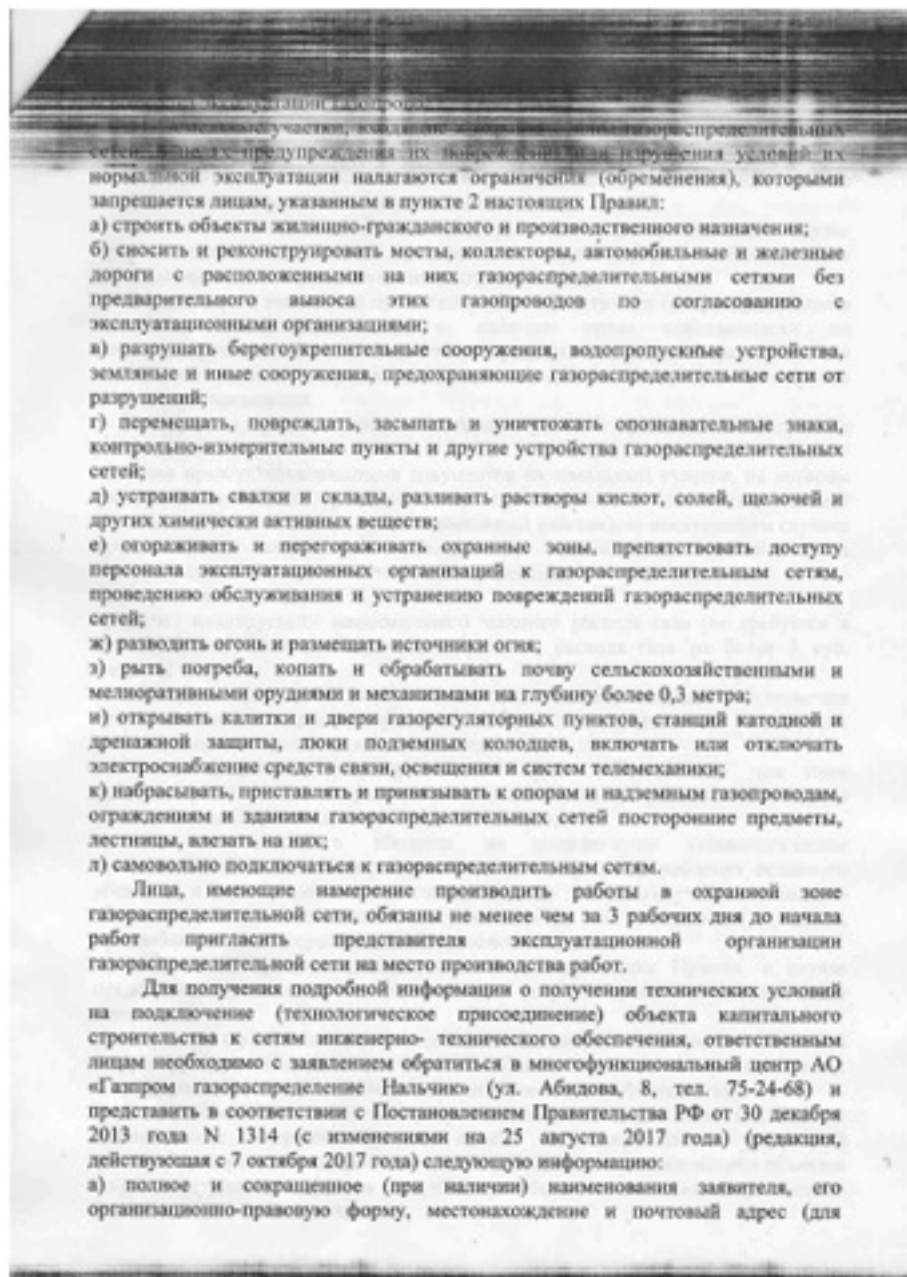 эксплуатации
участки, газораспределительных
сетей, в целях предупреждения их повреждения или нарушения условий их
нормальной эксплуатации налагаются ограничения (обременения), которыми
запрещается лицам, указанным в пункте 2 настоящих Правил:
а) строить объекты жилищно-гражданского и производственного назначения;
б) сносить и реконструировать мосты, коллекторы, автомобильные и железные
дороги с расположенными на них газораспределительными сетями без
предварительного выноса этих газопроводов по согласованию с
эксплуатационными организациями;
в) разрушать берегоукрепительные сооружения, водопропускные устройства,
земляные и иные сооружения, предохраняющие газораспределительные сети от
разрушений;
г) перемещать, повреждать, засыпать и уничтожать опознавательные знаки,
контрольно-измерительные пункты и другие устройства газораспределительных
сетей;
д) устраивать свалки и склады, разливать растворы кислот, солей, щелочей и
других химически активных веществ;
е) огораживать и перегораживать охранные зоны, препятствовать доступу
персонала эксплуатационных организаций к газораспределительным сетям,
проведению обслуживания и устранению повреждений газораспределительных
сетей;
ж) разводить огонь и размещать источники огня;
з) рыть погреба, копать и обрабатывать почву сельскохозяйственными и
мелиоративными орудиями и механизмами на глубину более 0,3 метра;
и) открывать калитки и двери газорегуляторных пунктов, станций катодной и
дренажной защиты, люки подземных колодцев, включать или отключать
электроснабжение средств связи, освещения и систем телемеханики;
к) набрасывать, приставлять и привязывать к опорам и надземным газопроводам,
ограждениям и зданиям газораспределительных сетей посторонние предметы,
лестницы, влезать на них;
л) самовольно подключаться к газораспределительным сетям.
Лица, имеющие намерение производить работы в охранной зоне
газораспределительной сети, обязаны не менее чем за 3 рабочих дня до начала
работ пригласить представителя эксплуатационной организации
газораспределительной сети на место производства работ.
Для получения подробной информации о получении технических условий
на подключение (технологическое присоединение) объекта капитального
строительства к сетям инженерно- технического обеспечения, ответственным
лицам необходимо с заявлением обратиться в многофункциональный центр АО
«Газпром газораспределение Нальчик» (ул. Абидова, 8, тел. 75-24-68) и
представить в соответствии с Постановлением Правительства РФ от 30 декабря
2013 года N 1314 (с изменениями на 25 августа 2017 года) (редакция,
действующая с 7 октября 2017 года) следующую информацию:
а) полное и сокращенное (при наличии) наименования заявителя, его
организационно-правовую форму, местонахождение и почтовый адрес (для